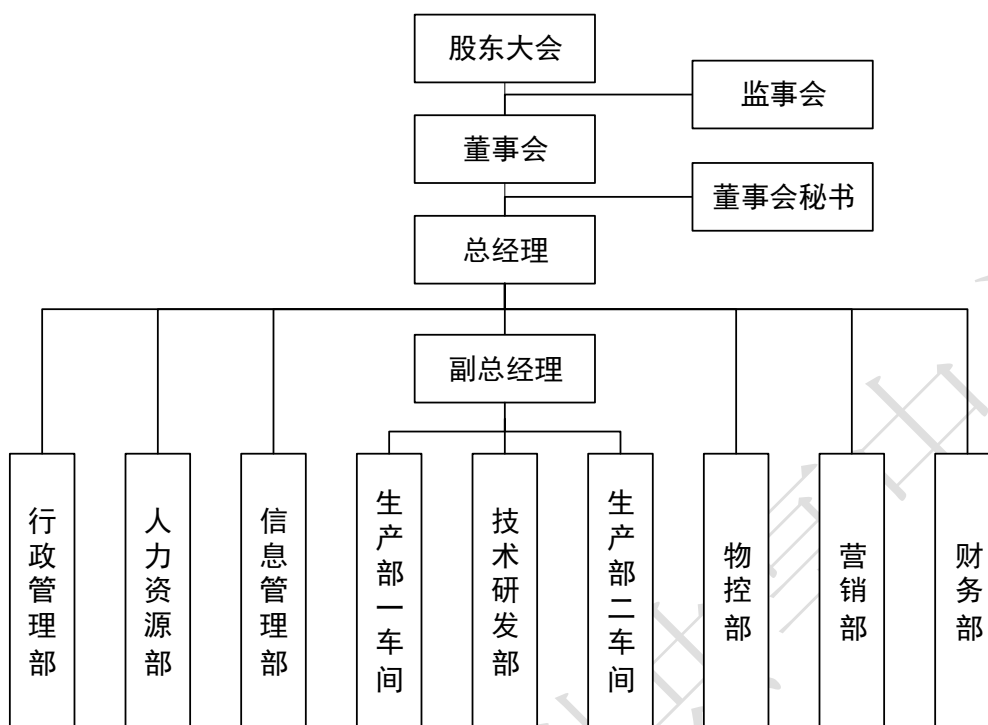 股东大会
监事会
董事会
董事会秘书
总经理
副总经理
行政管理部
人力资源部
信息管理部
生产部一车间
技术研发部
生产部二车间
物控部
营销部
财务部